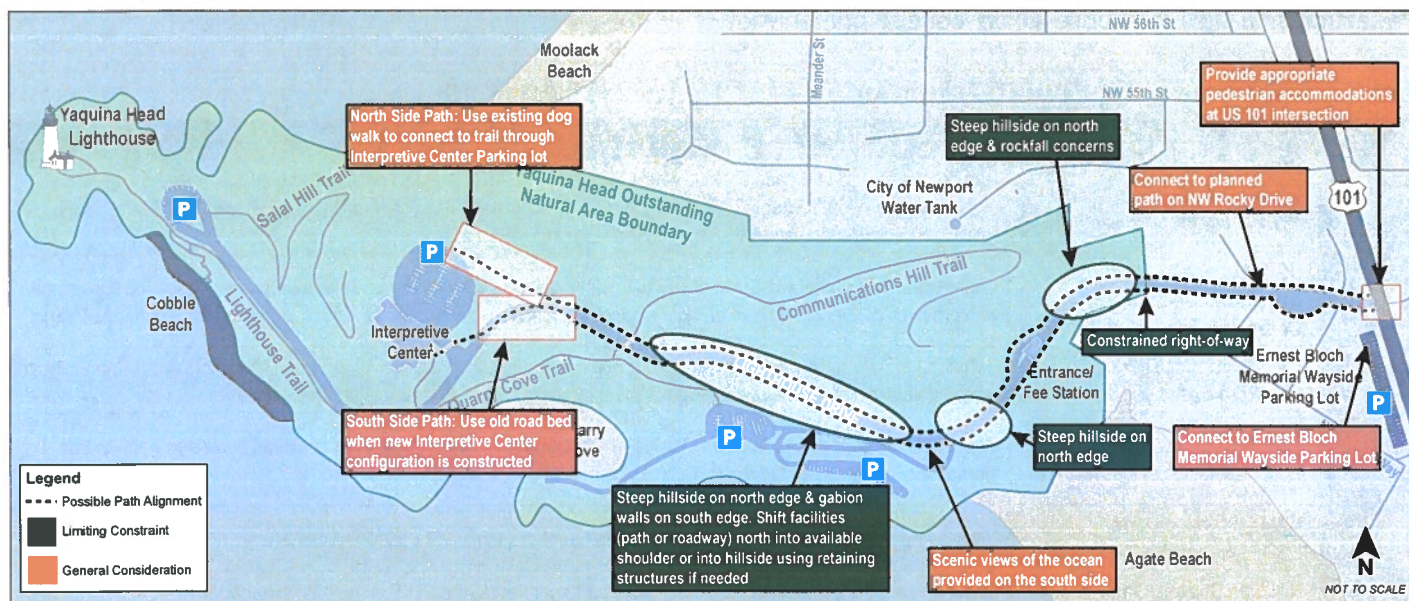 NW 56th St
Moolack
Beach
Meander St
NW 55th St
Provide appropriate
pedestrian accommodations
at US 101 intersection
Yaquina Head
Lighthouse
North Side Path: Use existing dog
walk to connect to trail through
Interpretive Center Parking lot
Steep hillside on north
edge & rockfall concerns
Yaquina Head Outstanding
Natural Area Boundary
Salal Hill Trail
P
City of Newport
Water Tank
Connect to planned
path on NW Rocky Drive
101
P
Communications Hill Trail
Cobble
Beach
Lighthouse Trail
Interpretive
Center
Constrained right-of-way
Ernest Bloch
Memorial Wayside
Parking Lot
P
Entrance/
Fee Station
Quarry Cove Trail
South Side Path: Use old road bed
when new Interpretive Center
configuration is constructed
arry
ove
P
P
Steep hillside on
north edge
Connect to Ernest Bloch
Memorial Wayside Parking Lot
Legend
Possible Path Alignment
Limiting Constraint
General Consideration
Steep hillside on north edge & gabion
walls on south edge. Shift facilities
(path or roadway) north into available
shoulder or into hillside using retaining
structures if needed
Scenic views of the ocean
provided on the south side
Agate Beach
N
NOT TO SCALE